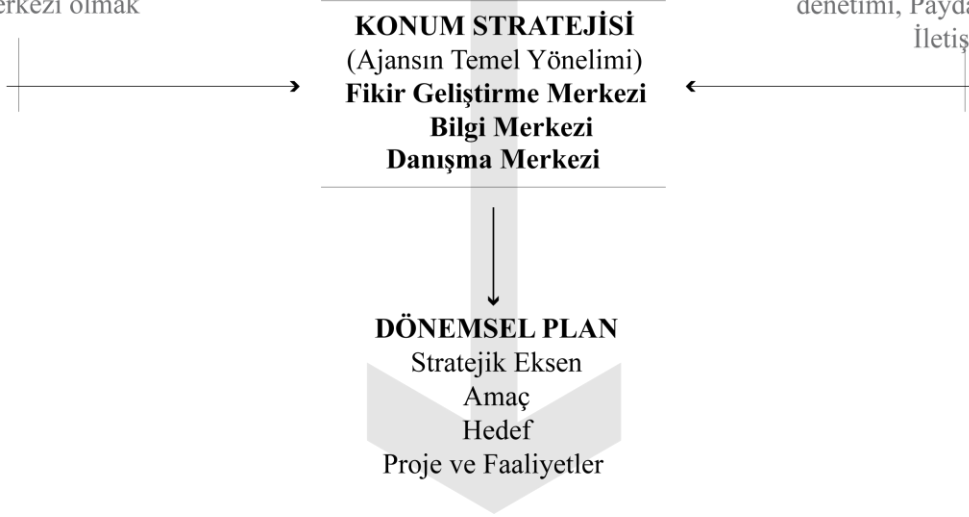 erkezi olmak
denetimi, Payda
İletiş
KONUM STRATEJİSİ
(Ajansın Temel Yönelimi)
Fikir Geliştirme Merkezi
Bilgi Merkezi
Danışma Merkezi
DÖNEMSEL PLAN
Stratejik Eksen
Amaç
Hedef
Proje ve Faaliyetler